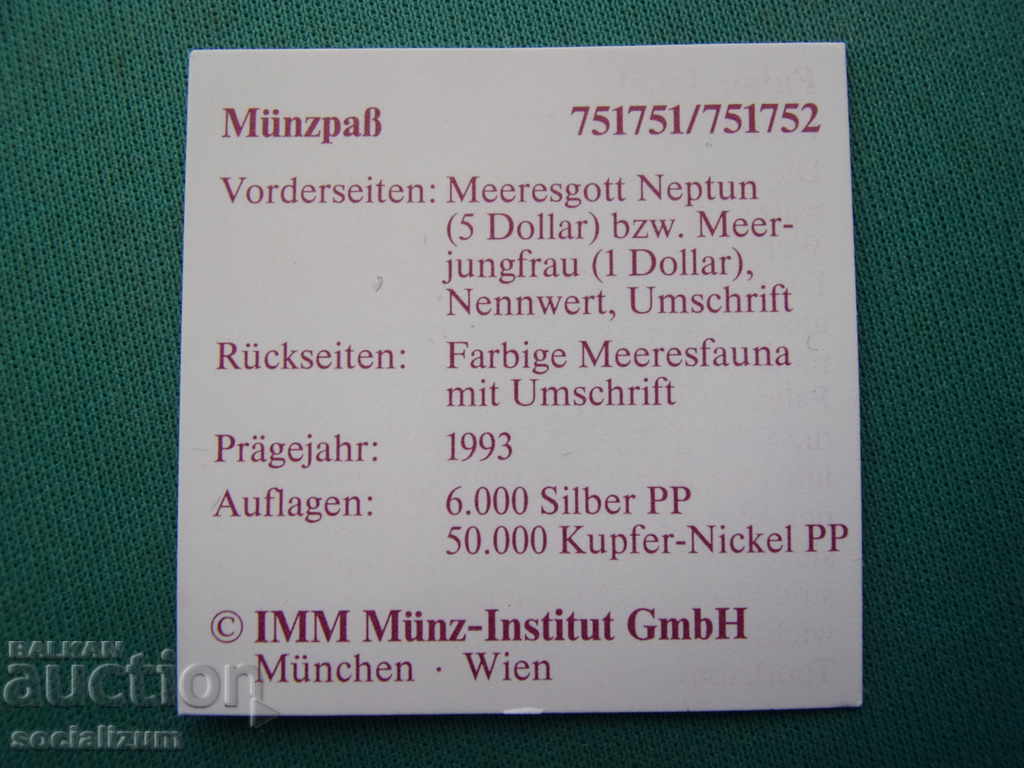 Münzpaß 751751/751752
Vorderseiten: Meeresgott Neptun
(5 Dollar) bzw. Meer-
jungfrau (1 Dollar),
Nennwert, Umschrift
Rückseiten: Farbige Meeresfauna
mit Umschrift
Prägejahr: 1993
Auflagen: 6.000 Silber PP
50.000 Kupfer-Nickel PP
© IMM Münz-Institut GmbH
München · Wien
BALKAN
auction
socializum